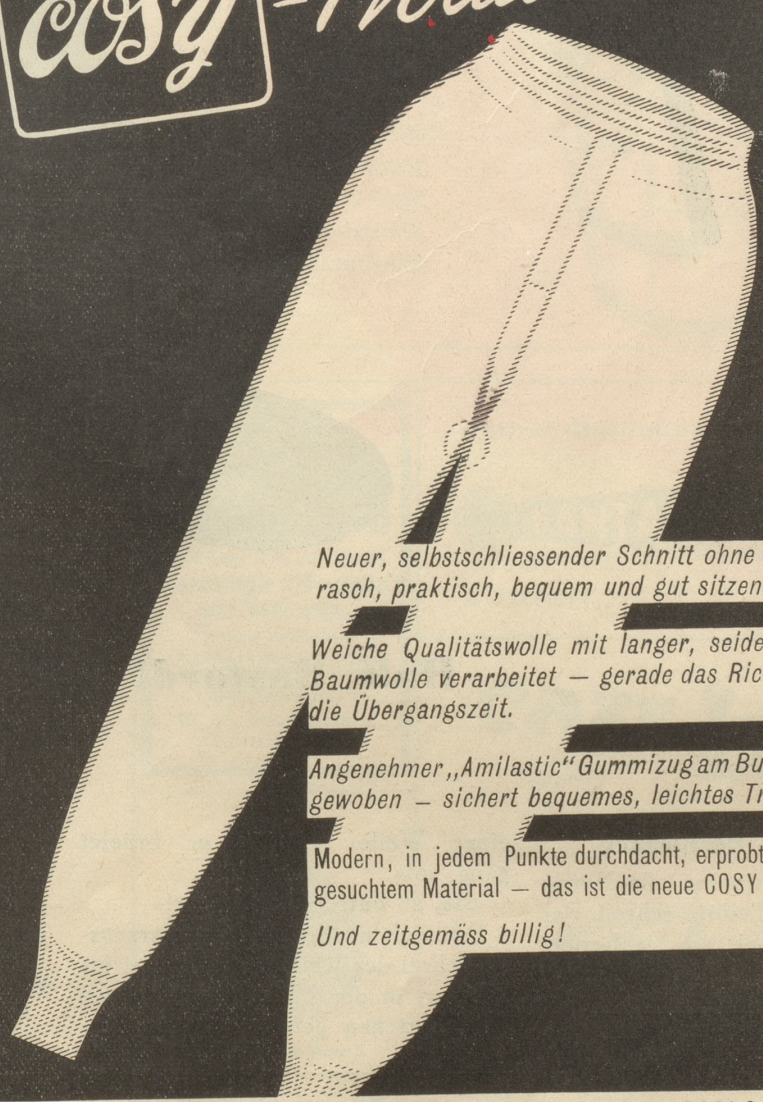 COSY
Neuer, selbstschliessender Schnitt ohne
rasch, praktisch, bequem und gut sitzen
Weiche Qualitätswolle mit langer, seide
Baumwolle verarbeitet — gerade das Ric
die Übergangszeit.
Angenehmer „Amilastic“ Gummizug am Bu
gewoben — sichert bequemes, leichtes Tr
Modern, in jedem Punkte durchdacht, erprobt
gesuchtem Material — das ist die neue COSY
Und zeitgemäss billig!